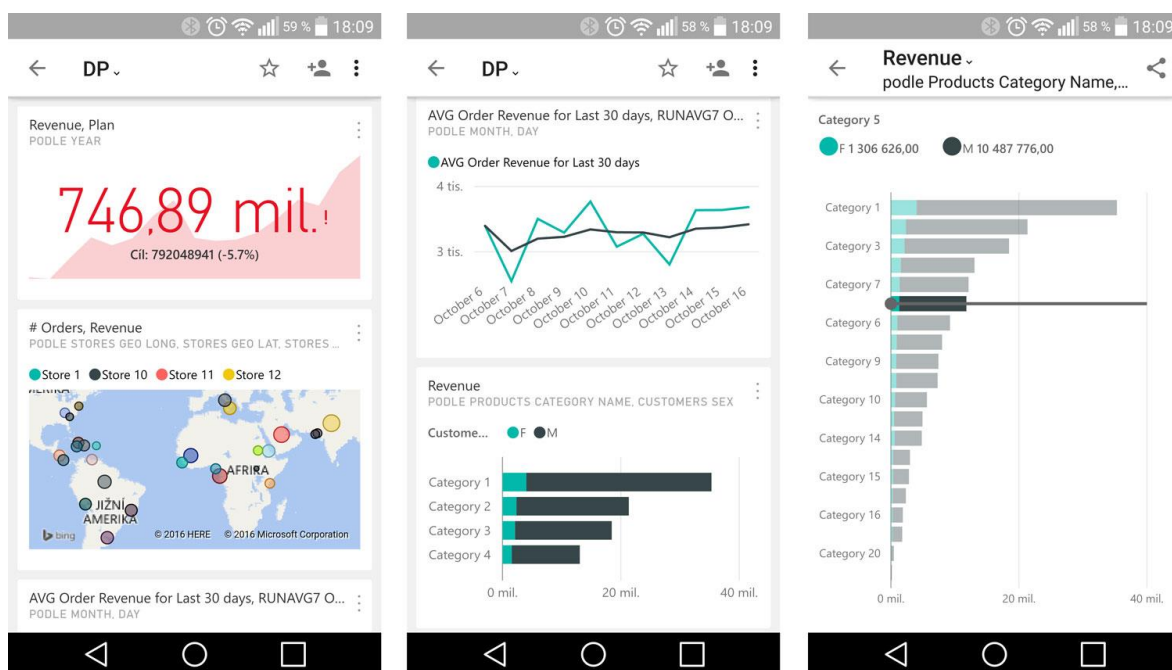 59 % 18:09
DP
Revenue, Plan
PODLE YEAR
746,89 mil. !
Cíl: 792048941 (-5.7%)
# Orders, Revenue
PODLE STORES GEO LONG, STORES GEO LAT, STORES ...
Store 1 Store 10 Store 11 Store 12
AFRIKA
JIŽNÍ
AMERIKA
bing © 2016 HERE © 2016 Microsoft Corporation
AVG Order Revenue for Last 30 days, RUNAVG7 O...
PODLE MONTH, DAY
58 % 18:09
DP
AVG Order Revenue for Last 30 days, RUNAVG7 O...
PODLE MONTH, DAY
AVG Order Revenue for Last 30 days
4 tis.
3 tis.
October 6 October 7 October 8 October 9 October 10 October 11 October 12 October 13 October 14 October 15 October 16
Revenue
PODLE PRODUCTS CATEGORY NAME, CUSTOMERS SEX
Custome... F M
Category 1
Category 2
Category 3
Category 4
0 mil. 20 mil. 40 mil.
58 % 18:09
Revenue
podle Products Category Name,...
Category 5
F 1 306 626,00 M 10 487 776,00
Category 1
Category 3
Category 7
Category 6
Category 9
Category 10
Category 14
Category 15
Category 16
Category 20
0 mil. 20 mil. 40 mil.